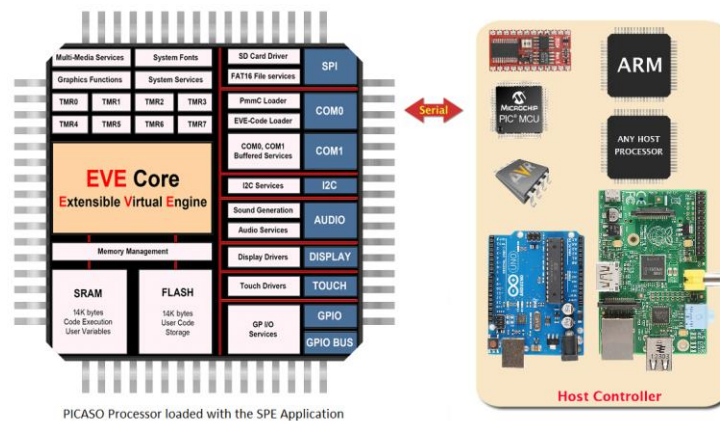 Multi-Media Services
System Fonts
Graphics Functions
System Services
TMR0
TMR1
TMR2
TMR3
TMR4
TMR5
TMR6
TMR7
EVE Core
Extensible Virtual Engine
Memory Management
SRAM
14K bytes
Code Execution
User Variables
FLASH
14K bytes
User Code
Storage
SD Card Driver
FAT16 File services
SPI
PmmC Loader
EVE-Code Loader
COM0
COM0, COM1
Buffered Services
COM1
I2C Services
I2C
Sound Generation
Audio Services
AUDIO
Display Drivers
DISPLAY
Touch Drivers
TOUCH
GP I/O
Services
GPIO
GPIO BUS
PICASO Processor loaded with the SPE Application
Serial
ARM
MICROCHIP
PIC® MCU
ANY HOST
PROCESSOR
AVR
UNO
Host Controller